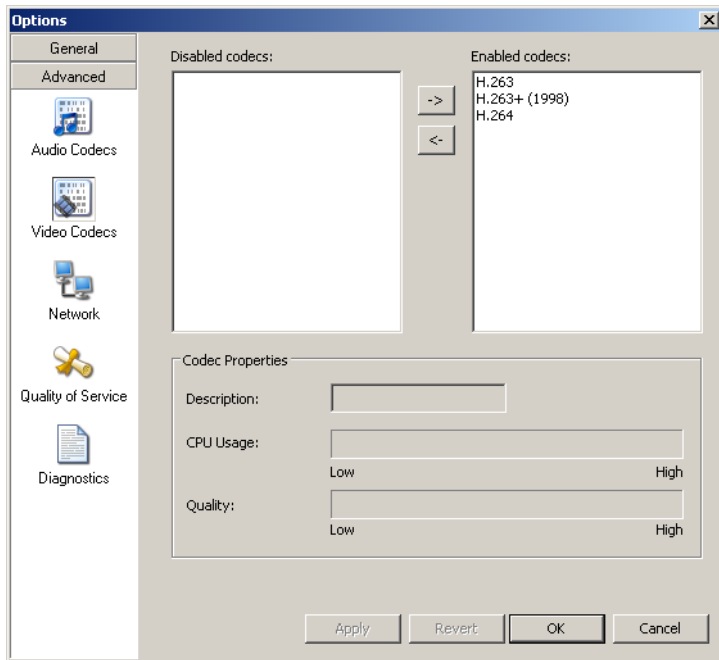 Options
General
Advanced
Audio Codecs
Video Codecs
Network
Quality of Service
Diagnostics
Disabled codecs:
->
<-
Enabled codecs:
H.263
H.263+ (1998)
H.264
Codec Properties
Description:
CPU Usage:
Low High
Quality:
Low High
Apply Revert OK Cancel